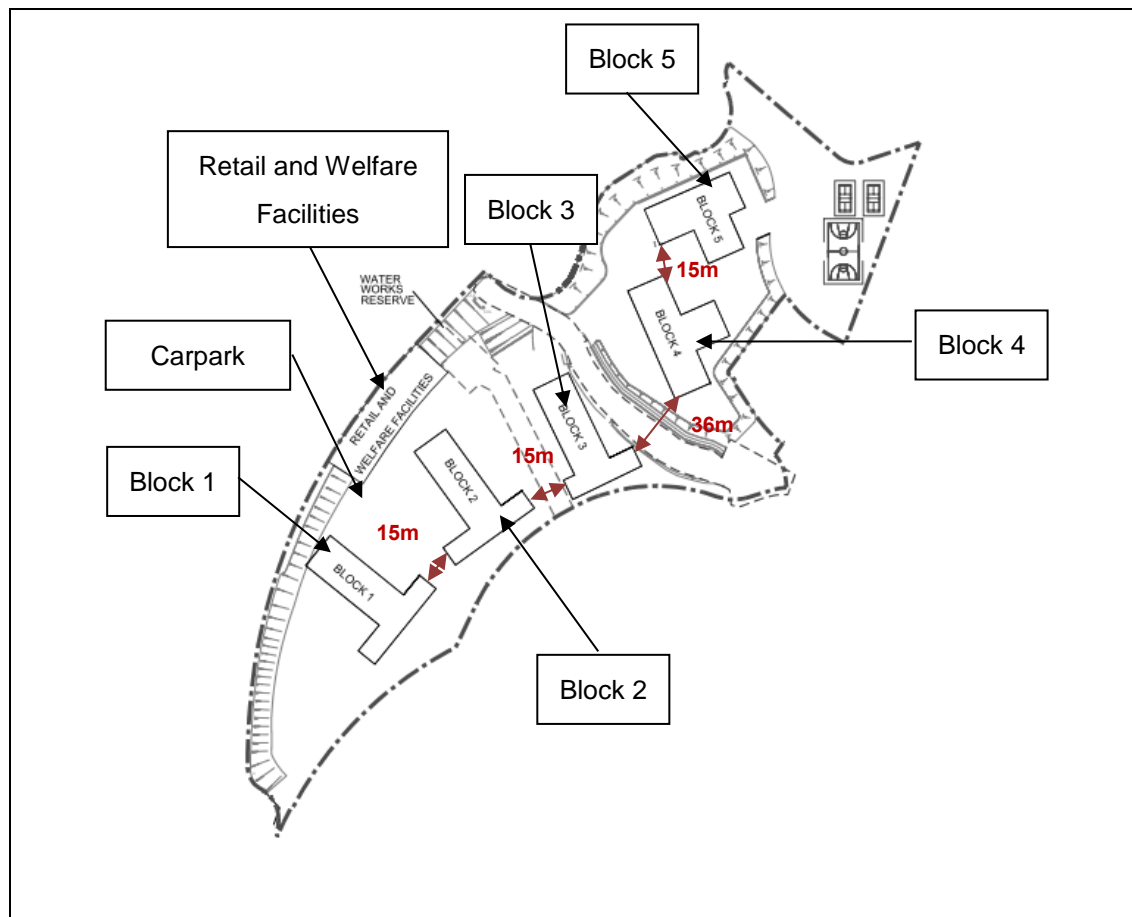 Block 5
Retail and Welfare
Facilities
Block 3
BLOCK 5
15m
WATER
WORKS
RESERVE
BLOCK 4
Block 4
Carpark
RETAIL AND
WELFARE FACILITIES
BLOCK 3
36m
Block 1
BLOCK 2
15m
15m
BLOCK 1
Block 2